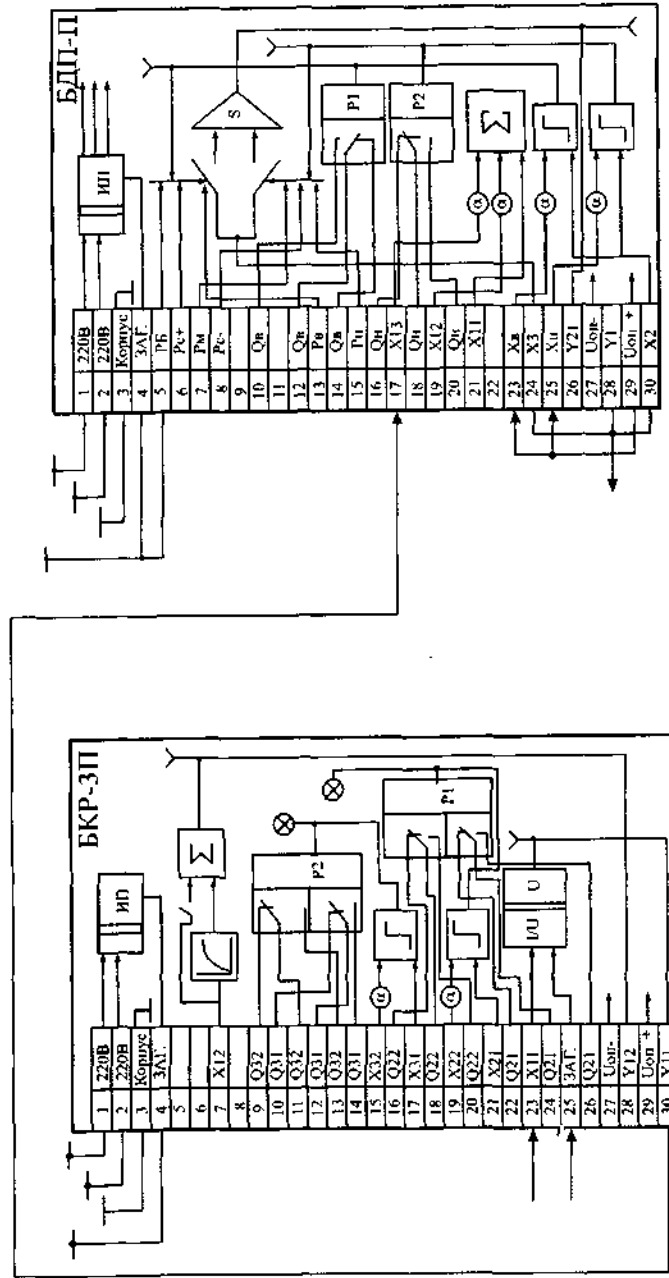 БКР-3П
ИП
1 220В
2 220В
3 Корпус
4 ЗАГ.
5
6
7 X12
8
9 Q32
10 Q31
11 Q32
12 Q31
13 Q32
14 Q31
15 X32
16 Q22
17 X31
18 Q22
19 X22
20 Q22
21 X21
22 Q21
23 X11
24 Q21
25 ЗАГ.
26 Q21
27 Uоп-
28 Y12
29 Uоп +
30 Y11
Σ
P2
α
α
P1
I/U
U
БДП-П
ИП
1 220В
2 220В
3 Корпус
4 ЗАГ.
5 РБ
6 Рс+
7 Рм
8 Рс-
9
10 Qв
11
12 Qв
13 Рв
14 Qв
15 Рн
16 Qн
17 X13
18 Qн
19 X12
20 Qн
21 X11
22
23 Xв
24 X3
25 Xн
26 Y21
27 Uоп-
28 Y1
29 Uоп +
30 X2
S
P1
P2
Σ
α
α
α
α